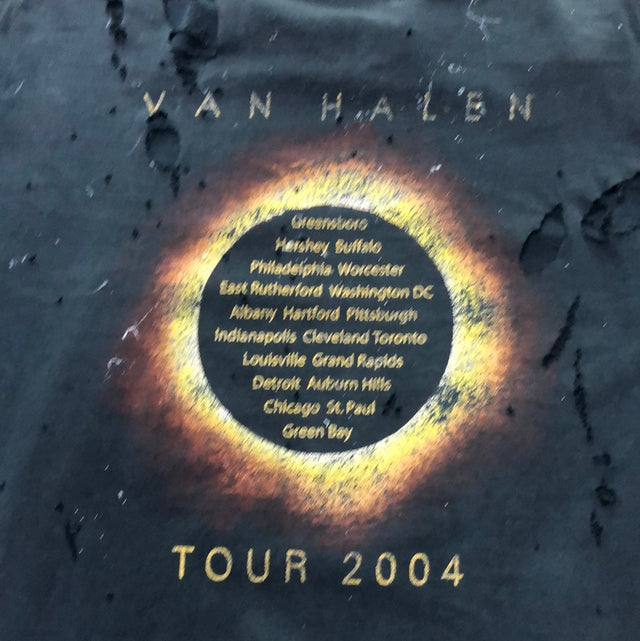 VAN HALEN
Greensboro
Hershey Buffalo
Philadelphia Worcester
East Rutherford Washington DC
Albany Hartford Pittsburgh
Indianapolis Cleveland Toronto
Louisville Grand Rapids
Detroit Auburn Hills
Chicago St. Paul
Green Bay
TOUR 2004